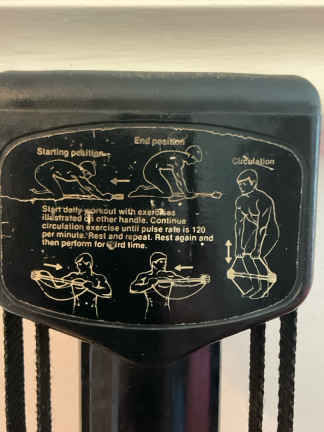 End position
Starting position
Circulation
Start daily workout with exercises
illustrated on other handle. Continue
circulation exercise until pulse rate is 120
per minute. Rest and repeat. Rest again and
then perform for third time.